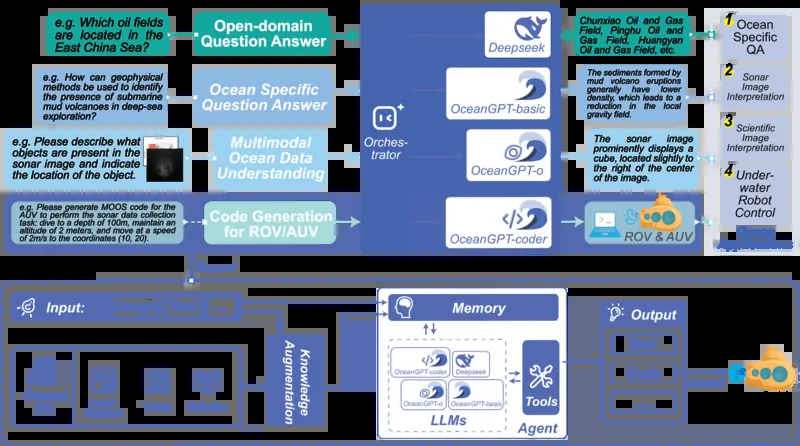 e.g. Which oil fields
are located in the
East China Sea?
Open-domain
Question Answer
Deepseek
Chunxiao Oil and Gas
Field, Pinghu Oil and
Gas Field, Huangyan
Oil and Gas Field, etc.
1
Ocean
Specific
QA
e.g. How can geophysical
methods be used to identify
the presence of submarine
mud volcanoes in deep-sea
exploration?
Ocean Specific
Question Answer
OceanGPT-basic
The sediments formed by
mud volcano eruptions
generally have lower
density, which leads to a
reduction in the local
gravity field.
2
Sonar
Image
Interpretation
Orches-
trator
e.g. Please describe what
objects are present in the
sonar image and indicate
the location of the object.
Multimodal
Ocean Data
Understanding
OceanGPT-o
The sonar image
prominently displays a
cube, located slightly to
the right of the center
of the image.
3
Scientific
Image
Interpretation
e.g. Please generate MOOS code for the
AUV to perform the sonar data collection
task: dive to a depth of 100m, maintain an
altitude of 2 meters, and move at a speed
of 2m/s to the coordinates (10, 20).
Code Generation
for ROV/AUV
OceanGPT-coder
ROV & AUV
4
Under-
water
Robot
Control
Input:
Knowledge
Augmentation
Memory
OceanGPT-coder
Deepseek
OceanGPT-o
OceanGPT-basic
LLMs
Tools
Agent
Output